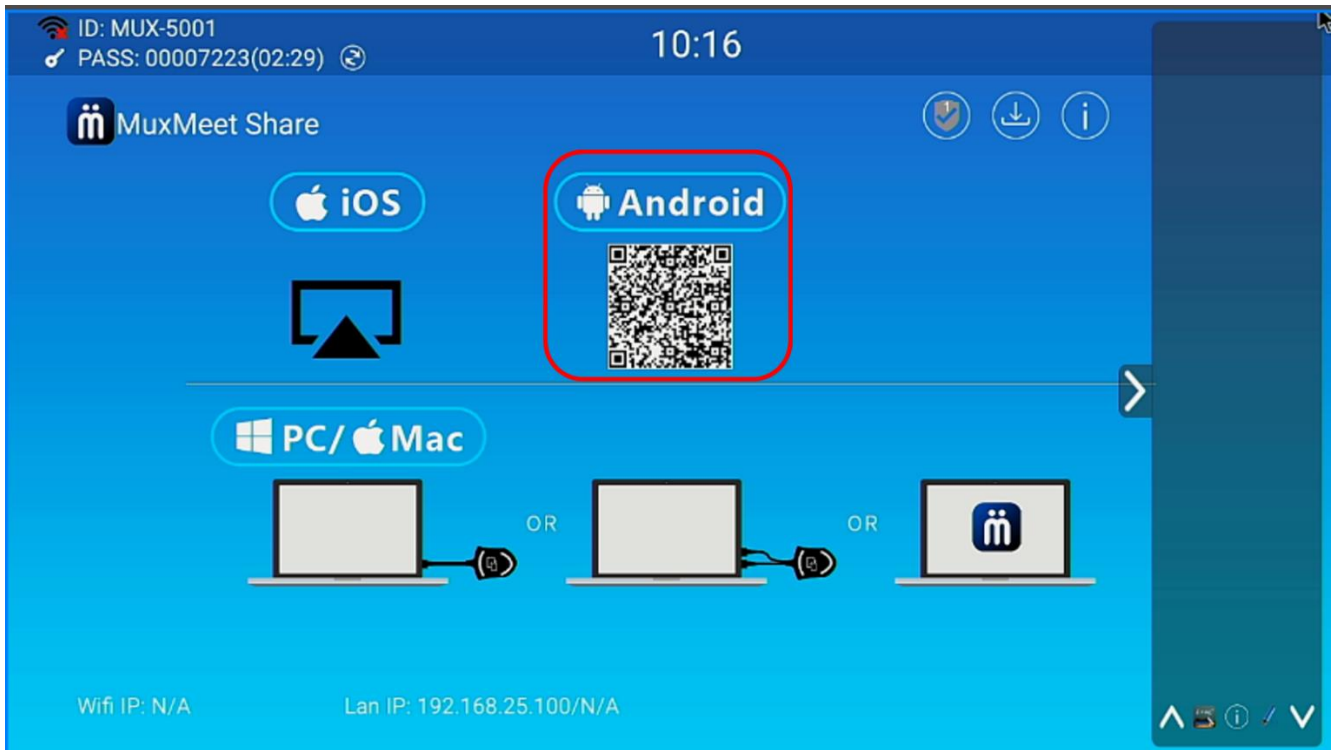 ID: MUX-5001
PASS: 00007223(02:29)
10:16
MuxMeet Share
1
i
iOS
Android
PC/ Mac
OR
OR
Wifi IP: N/A
Lan IP: 192.168.25.100/N/A